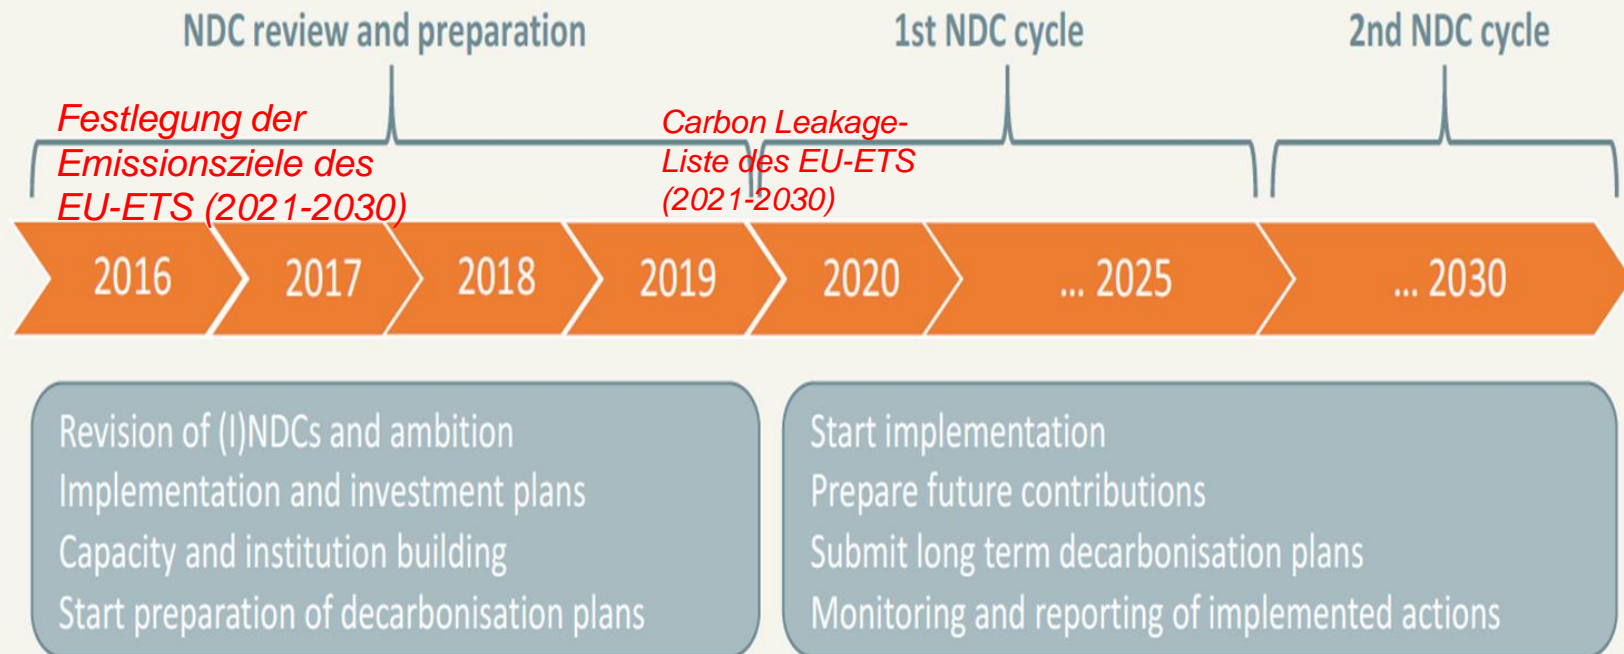 NDC review and preparation
1st NDC cycle
2nd NDC cycle
Festlegung der
Emissionsziele des
EU-ETS (2021-2030)
Carbon Leakage-
Liste des EU-ETS
(2021-2030)
2016
2017
2018
2019
2020
... 2025
... 2030
Revision of (I)NDCs and ambition
Implementation and investment plans
Capacity and institution building
Start preparation of decarbonisation plans
Start implementation
Prepare future contributions
Submit long term decarbonisation plans
Monitoring and reporting of implemented actions